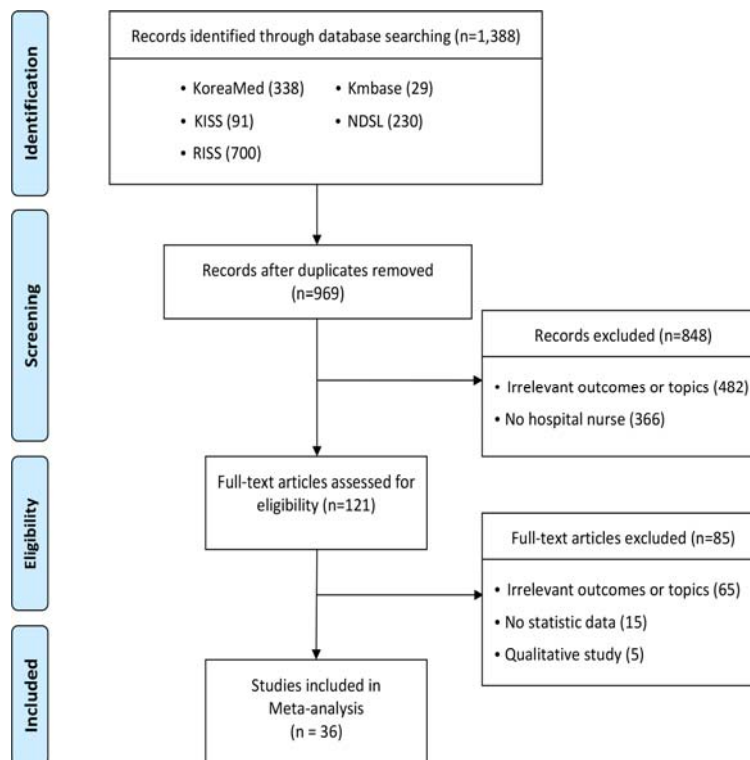 Identification
Records identified through database searching (n=1,388)
• KoreaMed (338)
• Kmbase (29)
• KISS (91)
• NDSL (230)
• RISS (700)
Screening
Records after duplicates removed
(n=969)
Records excluded (n=848)
• Irrelevant outcomes or topics (482)
• No hospital nurse (366)
Eligibility
Full-text articles assessed for
eligibility (n=121)
Full-text articles excluded (n=85)
• Irrelevant outcomes or topics (65)
• No statistic data (15)
• Qualitative study (5)
Included
Studies included in
Meta-analysis
(n = 36)